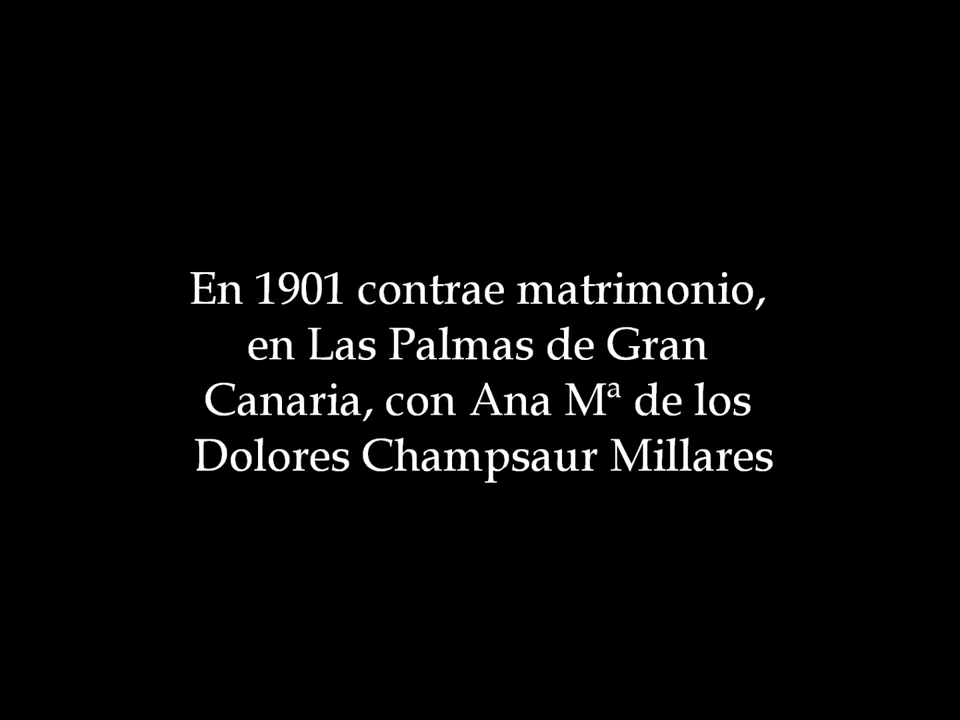 En 1901 contrae matrimonio,
en Las Palmas de Gran
Canaria, con Ana Mª de los
Dolores Champsaur Millares